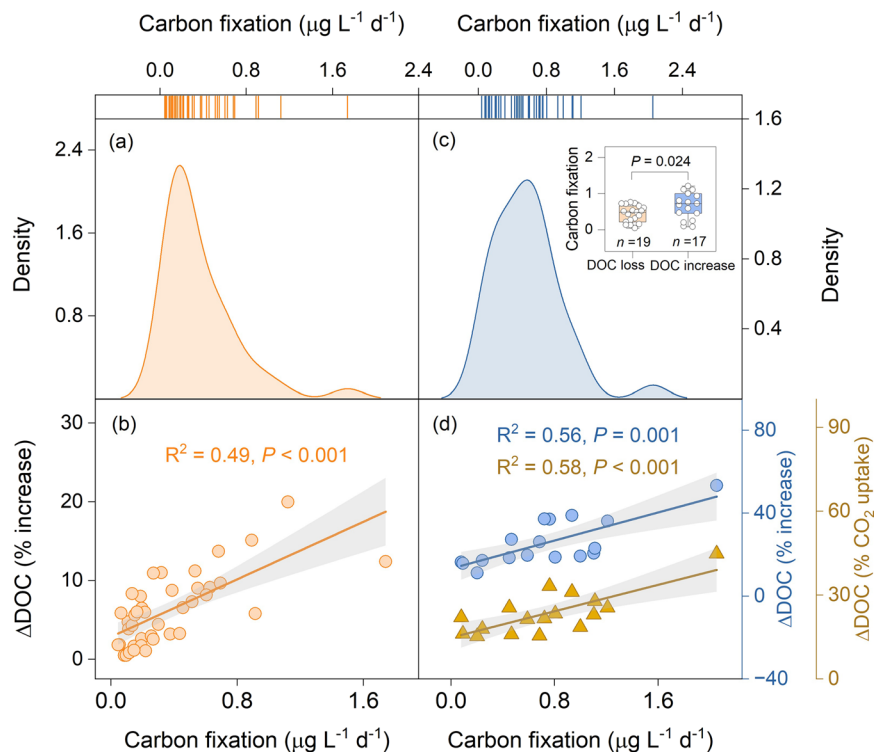 Carbon fixation (μg L⁻¹ d⁻¹) Carbon fixation (μg L⁻¹ d⁻¹)
0.0 0.8 1.6 2.4 0.0 0.8 1.6 2.4
(a)
2.4
1.6
0.8
Density
(c)
1.6
1.2
0.8
0.4
Density
P = 0.024
2
1
0
Carbon fixation
n =19 n =17
DOC loss DOC increase
(b)
R² = 0.49, P < 0.001
30
20
10
0
ΔDOC (% increase)
0.0 0.8 1.6
Carbon fixation (μg L⁻¹ d⁻¹)
(d)
R² = 0.56, P = 0.001
R² = 0.58, P < 0.001
80
40
0
−40
ΔDOC (% increase)
90
60
30
0
ΔDOC (% CO₂ uptake)
0.0 0.8 1.6
Carbon fixation (μg L⁻¹ d⁻¹)